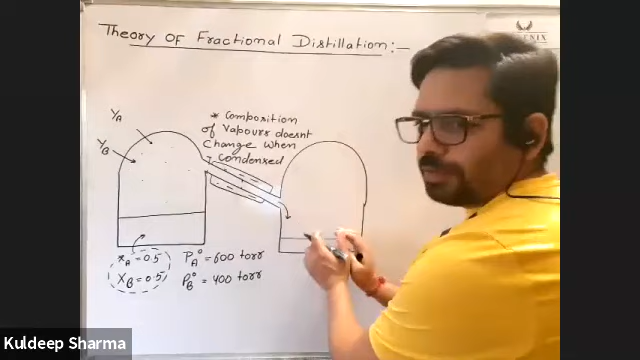 Theory OF Fractional Distillation:-
ENIX
YA
YB
* Composition
of Vapours doesnt
Change when
condensed
xA = 0.5
XB = 0.5
PA° = 600 torr
PB° = 400 torr
Kuldeep Sharma